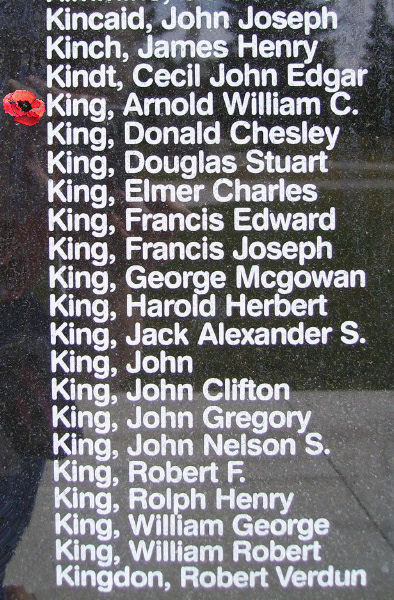 Kincaid, John Joseph
Kinch, James Henry
Kindt, Cecil John Edgar
King, Arnold William C.
King, Donald Chesley
King, Douglas Stuart
King, Elmer Charles
King, Francis Edward
King, Francis Joseph
King, George Mcgowan
King, Harold Herbert
King, Jack Alexander S.
King, John
King, John Clifton
King, John Gregory
King, John Nelson S.
King, Robert F.
King, Rolph Henry
King, William George
King, William Robert
Kingdon, Robert Verdun